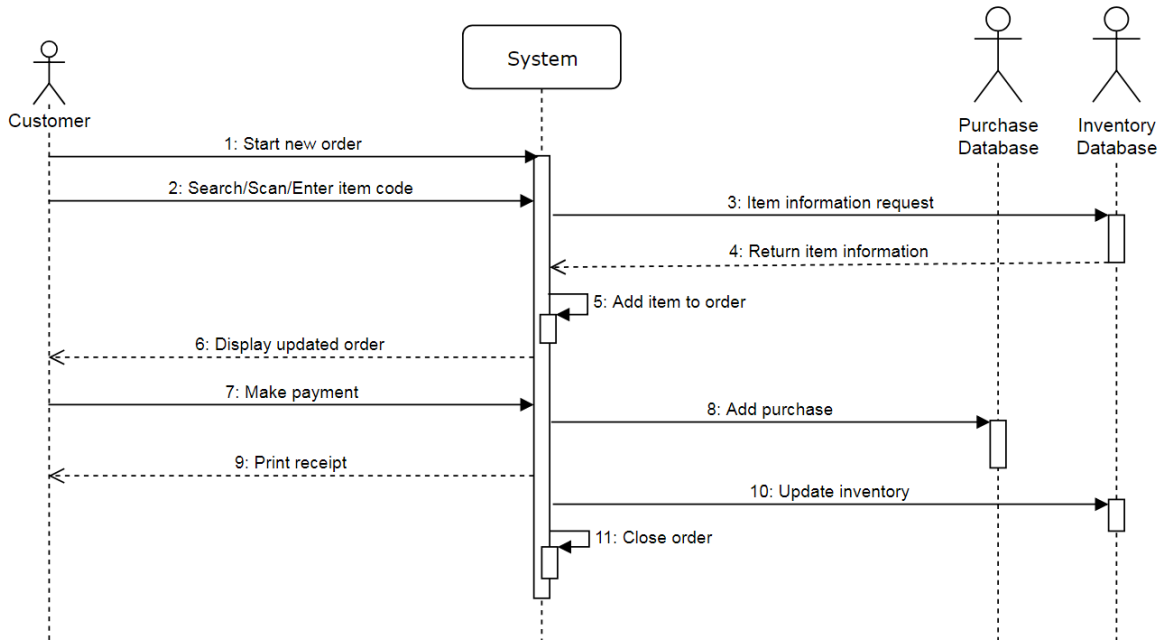 System
Customer
Purchase
Database
Inventory
Database
1: Start new order
2: Search/Scan/Enter item code
3: Item information request
4: Return item information
5: Add item to order
6: Display updated order
7: Make payment
8: Add purchase
9: Print receipt
10: Update inventory
11: Close order